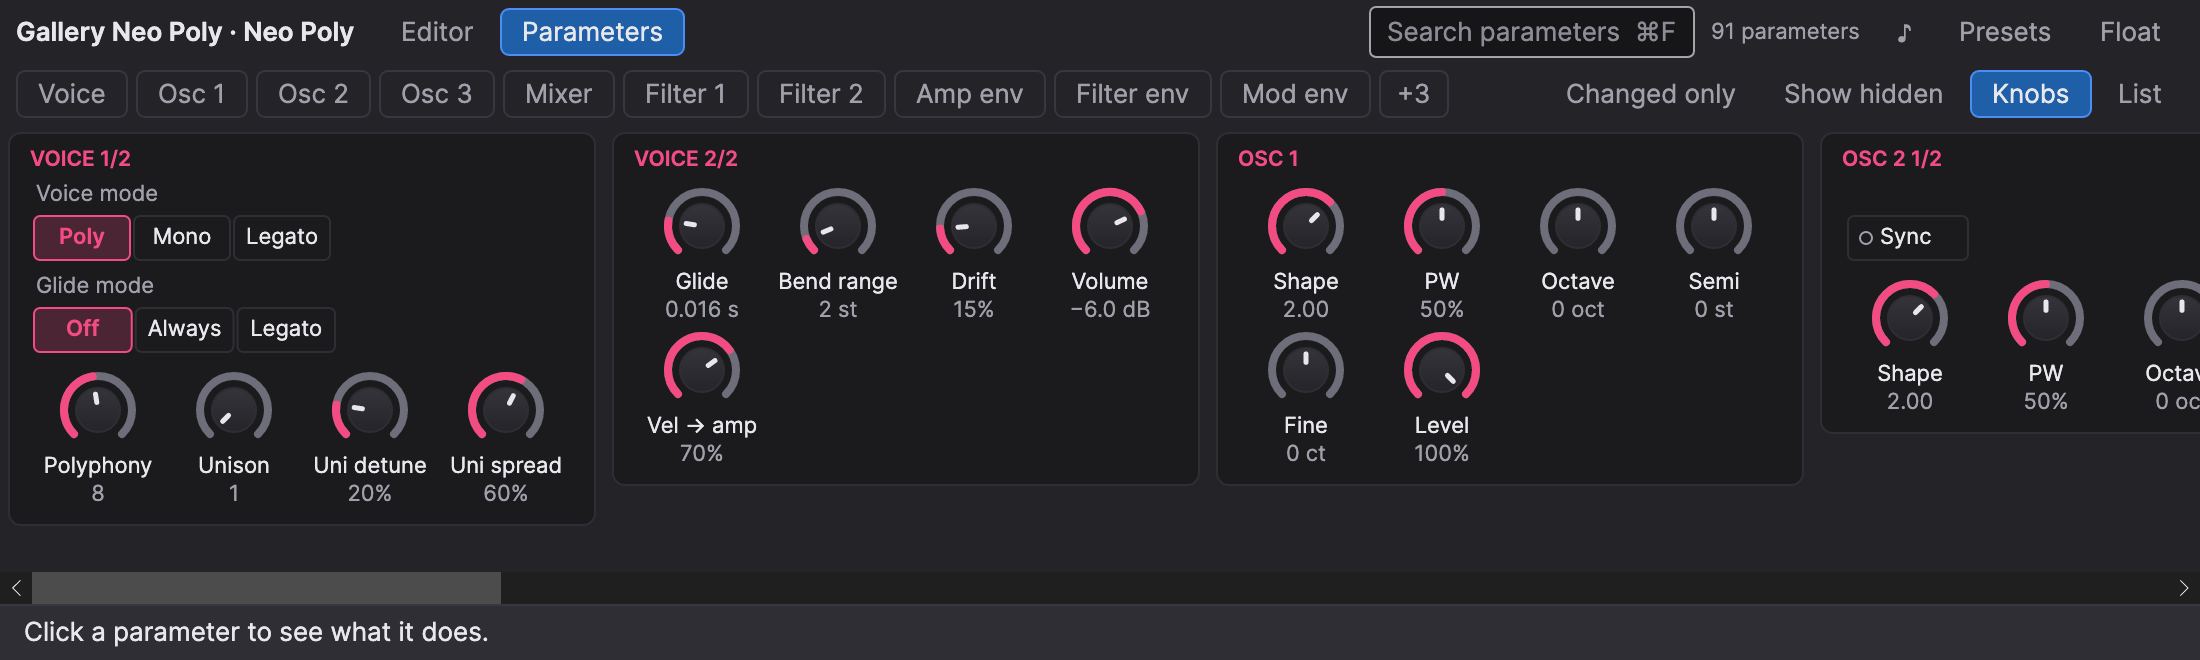 Gallery Neo Poly · Neo Poly Editor Parameters Search parameters ⌘F 91 parameters Presets Float
Voice Osc 1 Osc 2 Osc 3 Mixer Filter 1 Filter 2 Amp env Filter env Mod env +3 Changed only Show hidden Knobs List
VOICE 1/2
Voice mode
Poly Mono Legato
Glide mode
Off Always Legato
Polyphony Unison Uni detune Uni spread
8 1 20% 60%
VOICE 2/2
Glide Bend range Drift Volume
0.016 s 2 st 15% −6.0 dB
Vel → amp
70%
OSC 1
Shape PW Octave Semi
2.00 50% 0 oct 0 st
Fine Level
0 ct 100%
OSC 2 1/2
Sync
Shape PW Octav
2.00 50% 0 oc
Click a parameter to see what it does.